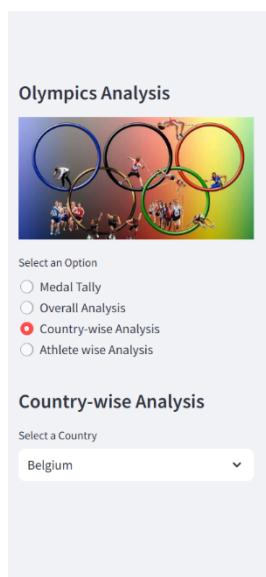 Olympics Analysis
Select an Option
Medal Tally
Overall Analysis
Country-wise Analysis
Athlete wise Analysis
Country-wise Analysis
Select a Country
Belgium